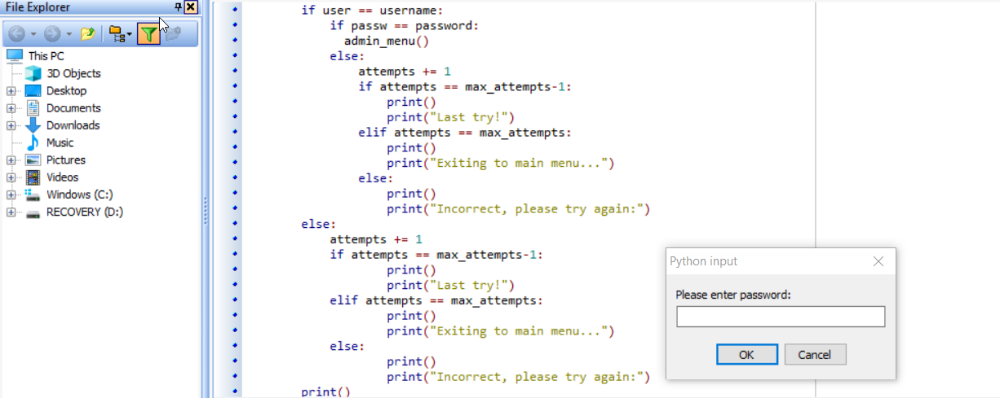 File Explorer
This PC
3D Objects
Desktop
Documents
Downloads
Music
Pictures
Videos
Windows (C:)
RECOVERY (D:)
if user == username:
if passw == password:
admin_menu()
else:
attempts += 1
if attempts == max_attempts-1:
print()
print("Last try!")
elif attempts == max_attempts:
print()
print("Exiting to main menu...")
else:
print()
print("Incorrect, please try again:")
else:
attempts += 1
if attempts == max_attempts-1:
print()
print("Last try!")
elif attempts == max_attempts:
print()
print("Exiting to main menu...")
else:
print()
print("Incorrect, please try again:")
print()
Python input
Please enter password:
OK
Cancel